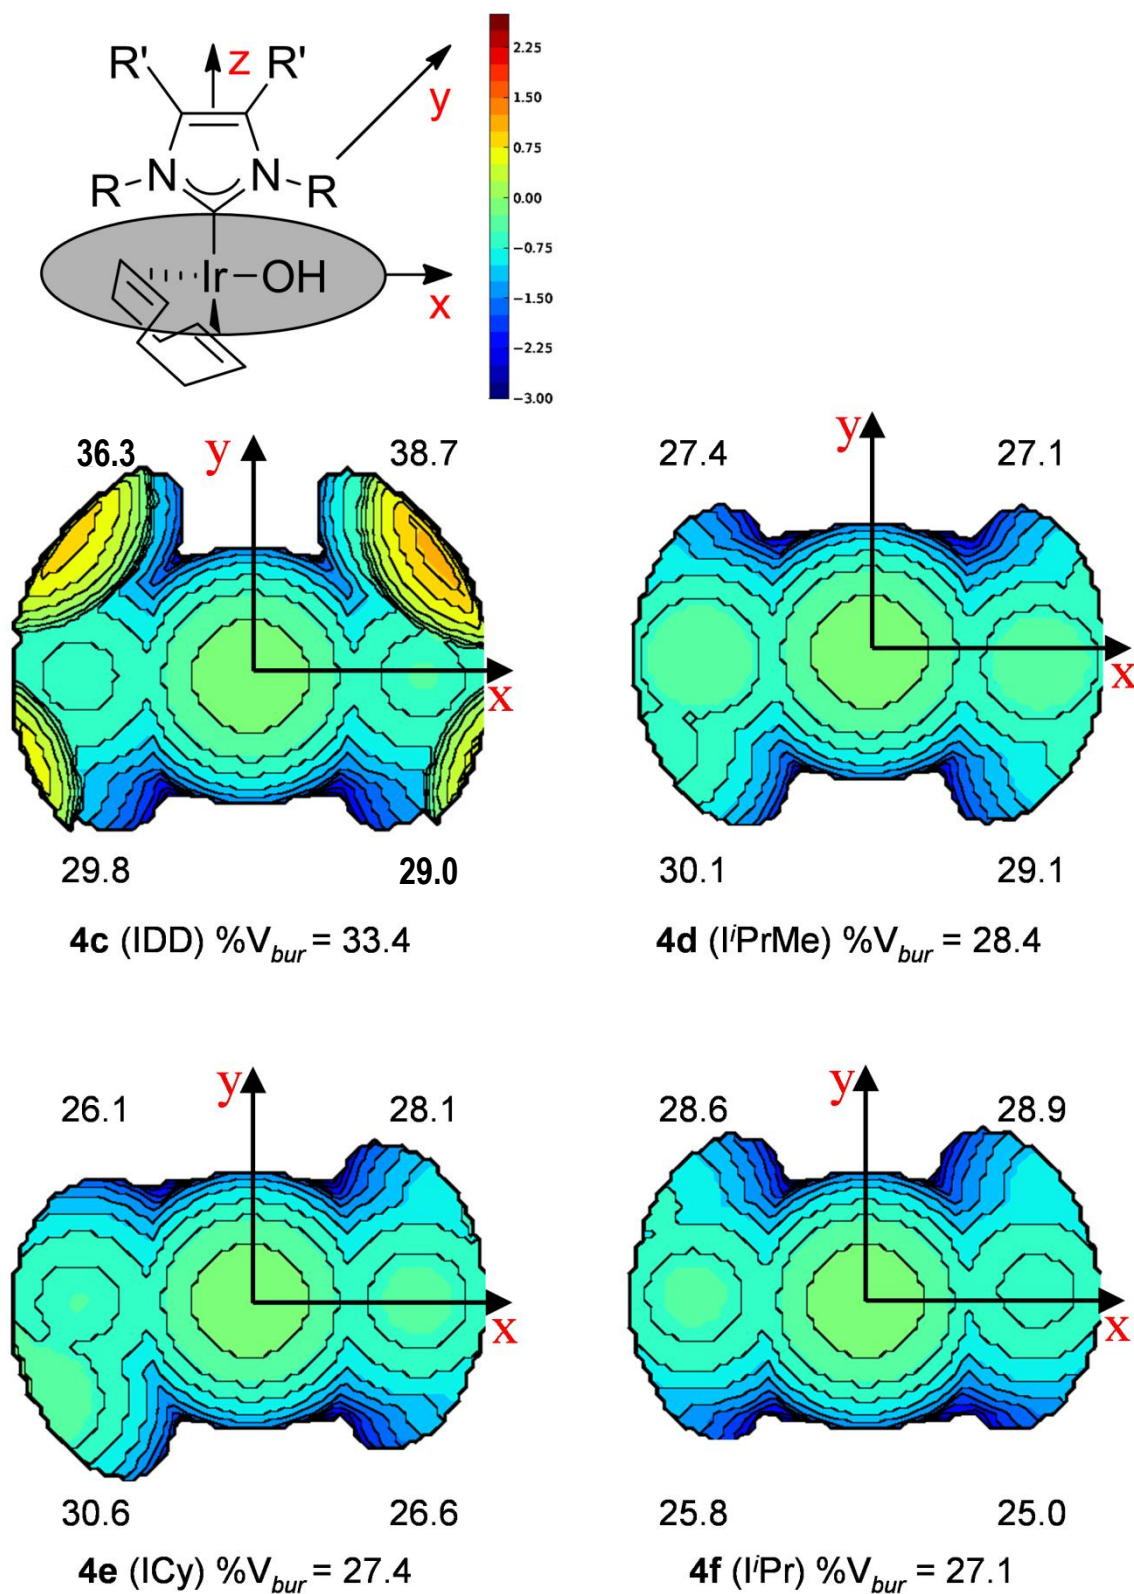 R' z R'
y
N N
R R
Ir OH
x
2.25
1.50
0.75
0.00
−0.75
−1.50
−2.25
−3.00
36.3 y 38.7
x
29.8 29.0
4c (IDD) %Vbur = 33.4
27.4 y 27.1
x
30.1 29.1
4d (IiPrMe) %Vbur = 28.4
26.1 y 28.1
x
30.6 26.6
4e (ICy) %Vbur = 27.4
28.6 y 28.9
x
25.8 25.0
4f (IiPr) %Vbur = 27.1